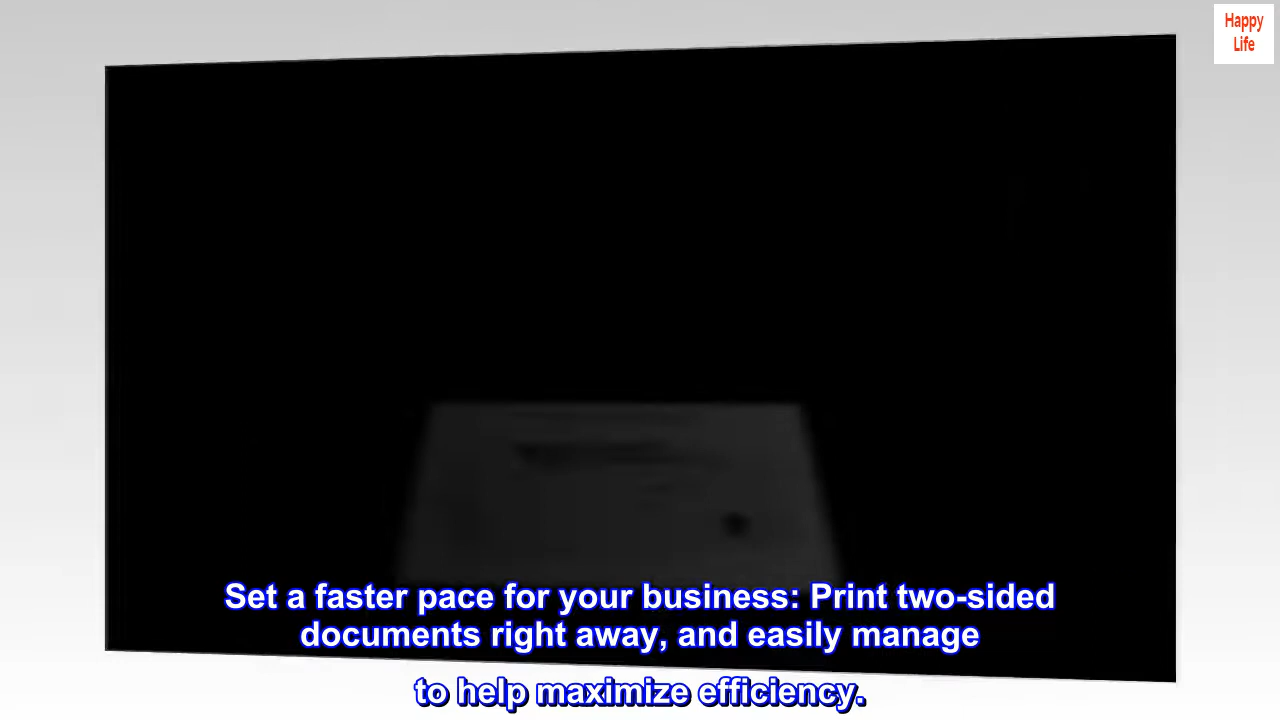 Happy
Life
Set a faster pace for your business: Print two-sided
documents right away, and easily manage
to help maximize efficiency.